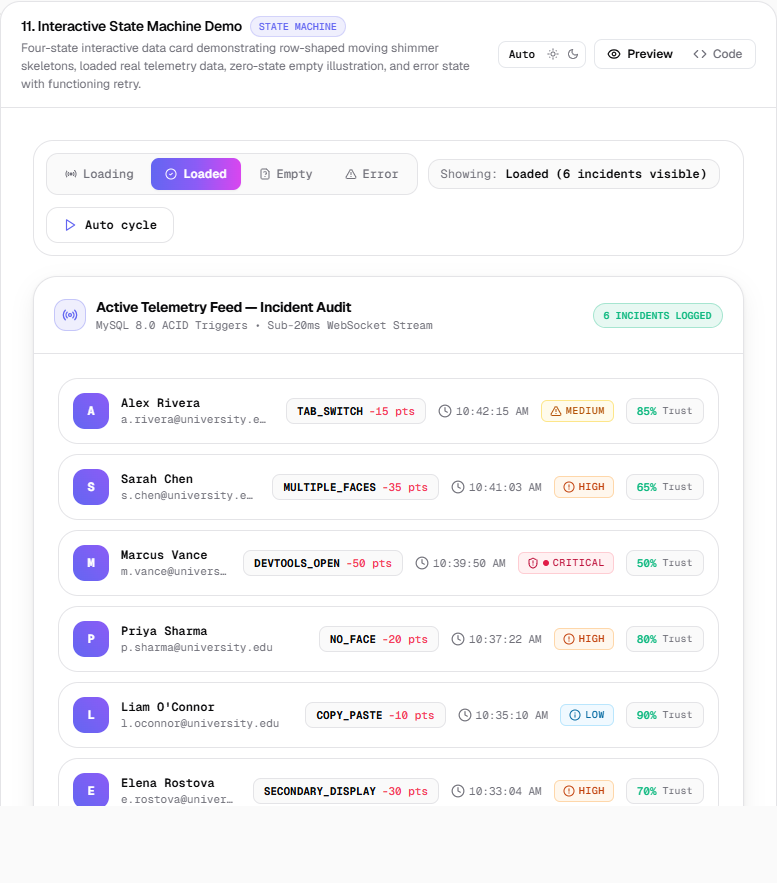 11. Interactive State Machine Demo STATE MACHINE
Four-state interactive data card demonstrating row-shaped moving shimmer
skeletons, loaded real telemetry data, zero-state empty illustration, and error state
with functioning retry.
Auto
Preview
Code
Loading
Loaded
Empty
Error
Showing: Loaded (6 incidents visible)
Auto cycle
Active Telemetry Feed — Incident Audit
MySQL 8.0 ACID Triggers • Sub-20ms WebSocket Stream
6 INCIDENTS LOGGED
A
Alex Rivera
a.rivera@university.e…
TAB_SWITCH -15 pts
10:42:15 AM
MEDIUM
85% Trust
S
Sarah Chen
s.chen@university.e…
MULTIPLE_FACES -35 pts
10:41:03 AM
HIGH
65% Trust
M
Marcus Vance
m.vance@univers…
DEVTOOLS_OPEN -50 pts
10:39:50 AM
CRITICAL
50% Trust
P
Priya Sharma
p.sharma@university.edu
NO_FACE -20 pts
10:37:22 AM
HIGH
80% Trust
L
Liam O'Connor
l.oconnor@university.edu
COPY_PASTE -10 pts
10:35:10 AM
LOW
90% Trust
E
Elena Rostova
e.rostova@univer…
SECONDARY_DISPLAY -30 pts
10:33:04 AM
HIGH
70% Trust